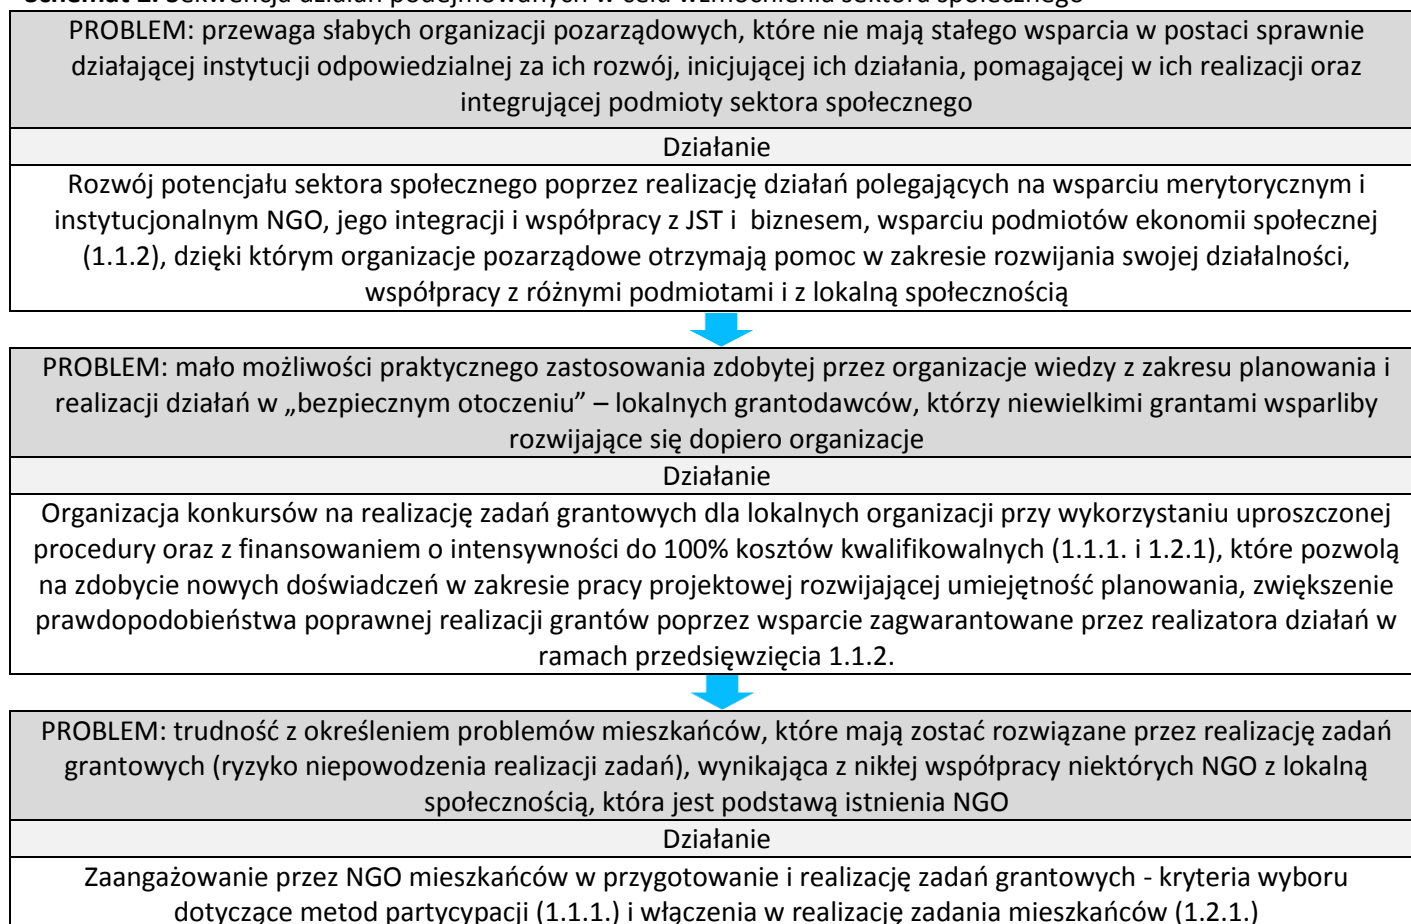 Schemat 2. Sekwencja działań podejmowanych w celu wzmocnienia sektora społecznego
PROBLEM: przewaga słabych organizacji pozarządowych, które nie mają stałego wsparcia w postaci sprawnie
działającej instytucji odpowiedzialnej za ich rozwój, inicjującej ich działania, pomagającej w ich realizacji oraz
integrującej podmioty sektora społecznego
Działanie
Rozwój potencjału sektora społecznego poprzez realizację działań polegających na wsparciu merytorycznym i
instytucjonalnym NGO, jego integracji i współpracy z JST i biznesem, wsparciu podmiotów ekonomii społecznej
(1.1.2), dzięki którym organizacje pozarządowe otrzymają pomoc w zakresie rozwijania swojej działalności,
współpracy z różnymi podmiotami i z lokalną społecznością
PROBLEM: mało możliwości praktycznego zastosowania zdobytej przez organizacje wiedzy z zakresu planowania i
realizacji działań w „bezpiecznym otoczeniu” – lokalnych grantodawców, którzy niewielkimi grantami wsparliby
rozwijające się dopiero organizacje
Działanie
Organizacja konkursów na realizację zadań grantowych dla lokalnych organizacji przy wykorzystaniu uproszczonej
procedury oraz z finansowaniem o intensywności do 100% kosztów kwalifikowalnych (1.1.1. i 1.2.1), które pozwolą
na zdobycie nowych doświadczeń w zakresie pracy projektowej rozwijającej umiejętność planowania, zwiększenie
prawdopodobieństwa poprawnej realizacji grantów poprzez wsparcie zagwarantowane przez realizatora działań w
ramach przedsięwzięcia 1.1.2.
PROBLEM: trudność z określeniem problemów mieszkańców, które mają zostać rozwiązane przez realizację zadań
grantowych (ryzyko niepowodzenia realizacji zadań), wynikająca z nikłej współpracy niektórych NGO z lokalną
społecznością, która jest podstawą istnienia NGO
Działanie
Zaangażowanie przez NGO mieszkańców w przygotowanie i realizację zadań grantowych - kryteria wyboru
dotyczące metod partycypacji (1.1.1.) i włączenia w realizację zadania mieszkańców (1.2.1.)